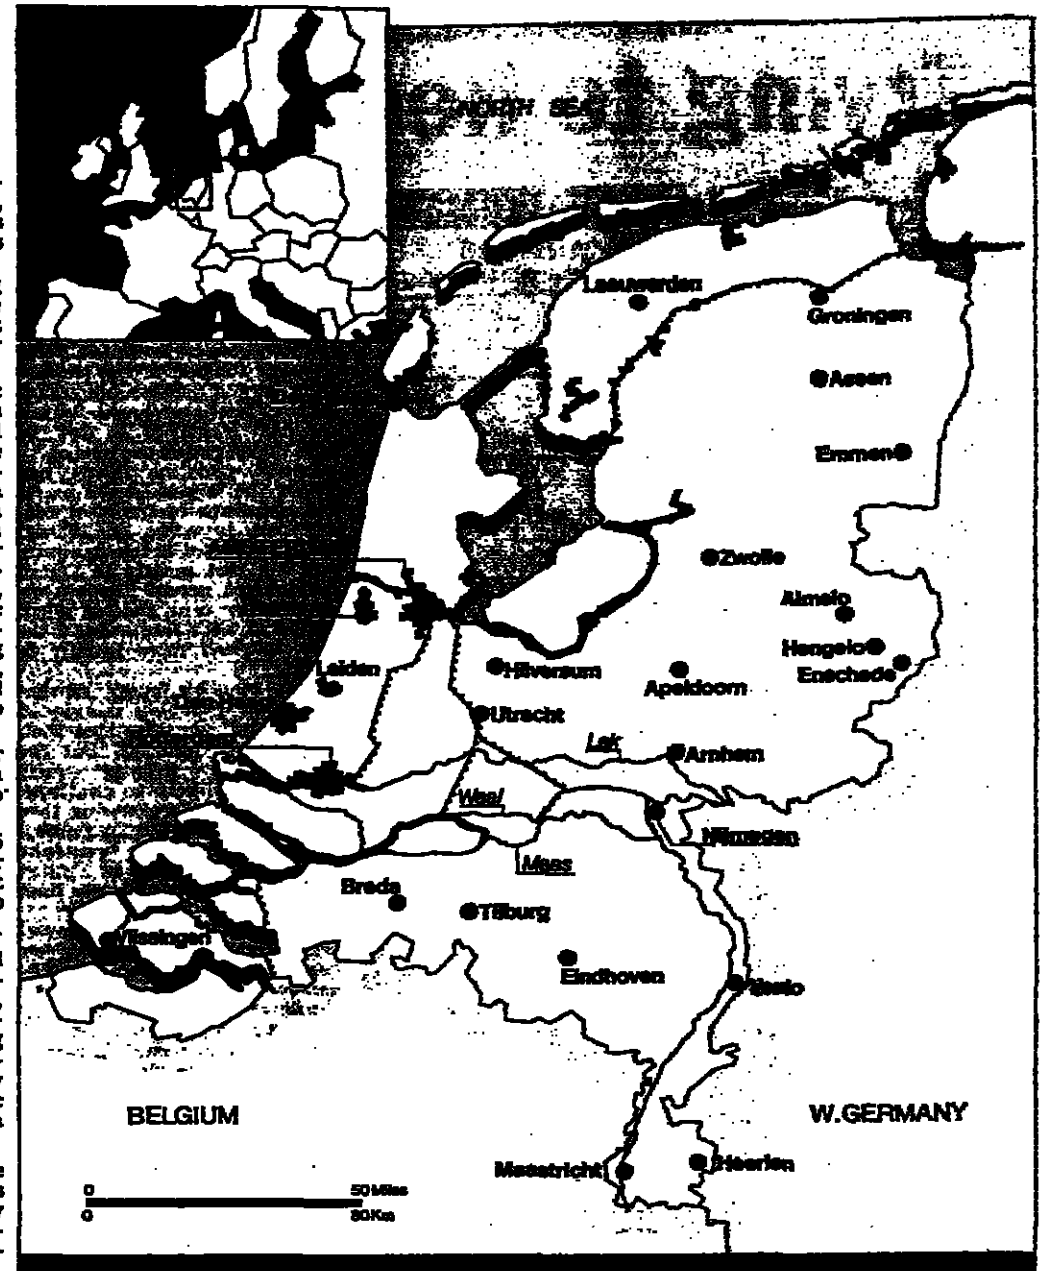 NORTH SEA
Leeuwarden
Groningen
Assen
Emmen
Zwolle
Almelo
Hengelo
Enschede
Leiden
Hilversum
Apeldoorn
Utrecht
Lek
Arnhem
Waal
Nijmegen
Maas
Breda
Tilburg
Vlissingen
Eindhoven
Venlo
BELGIUM
W.GERMANY
Maastricht
Heerlen
0 50 Miles
0 80 Km